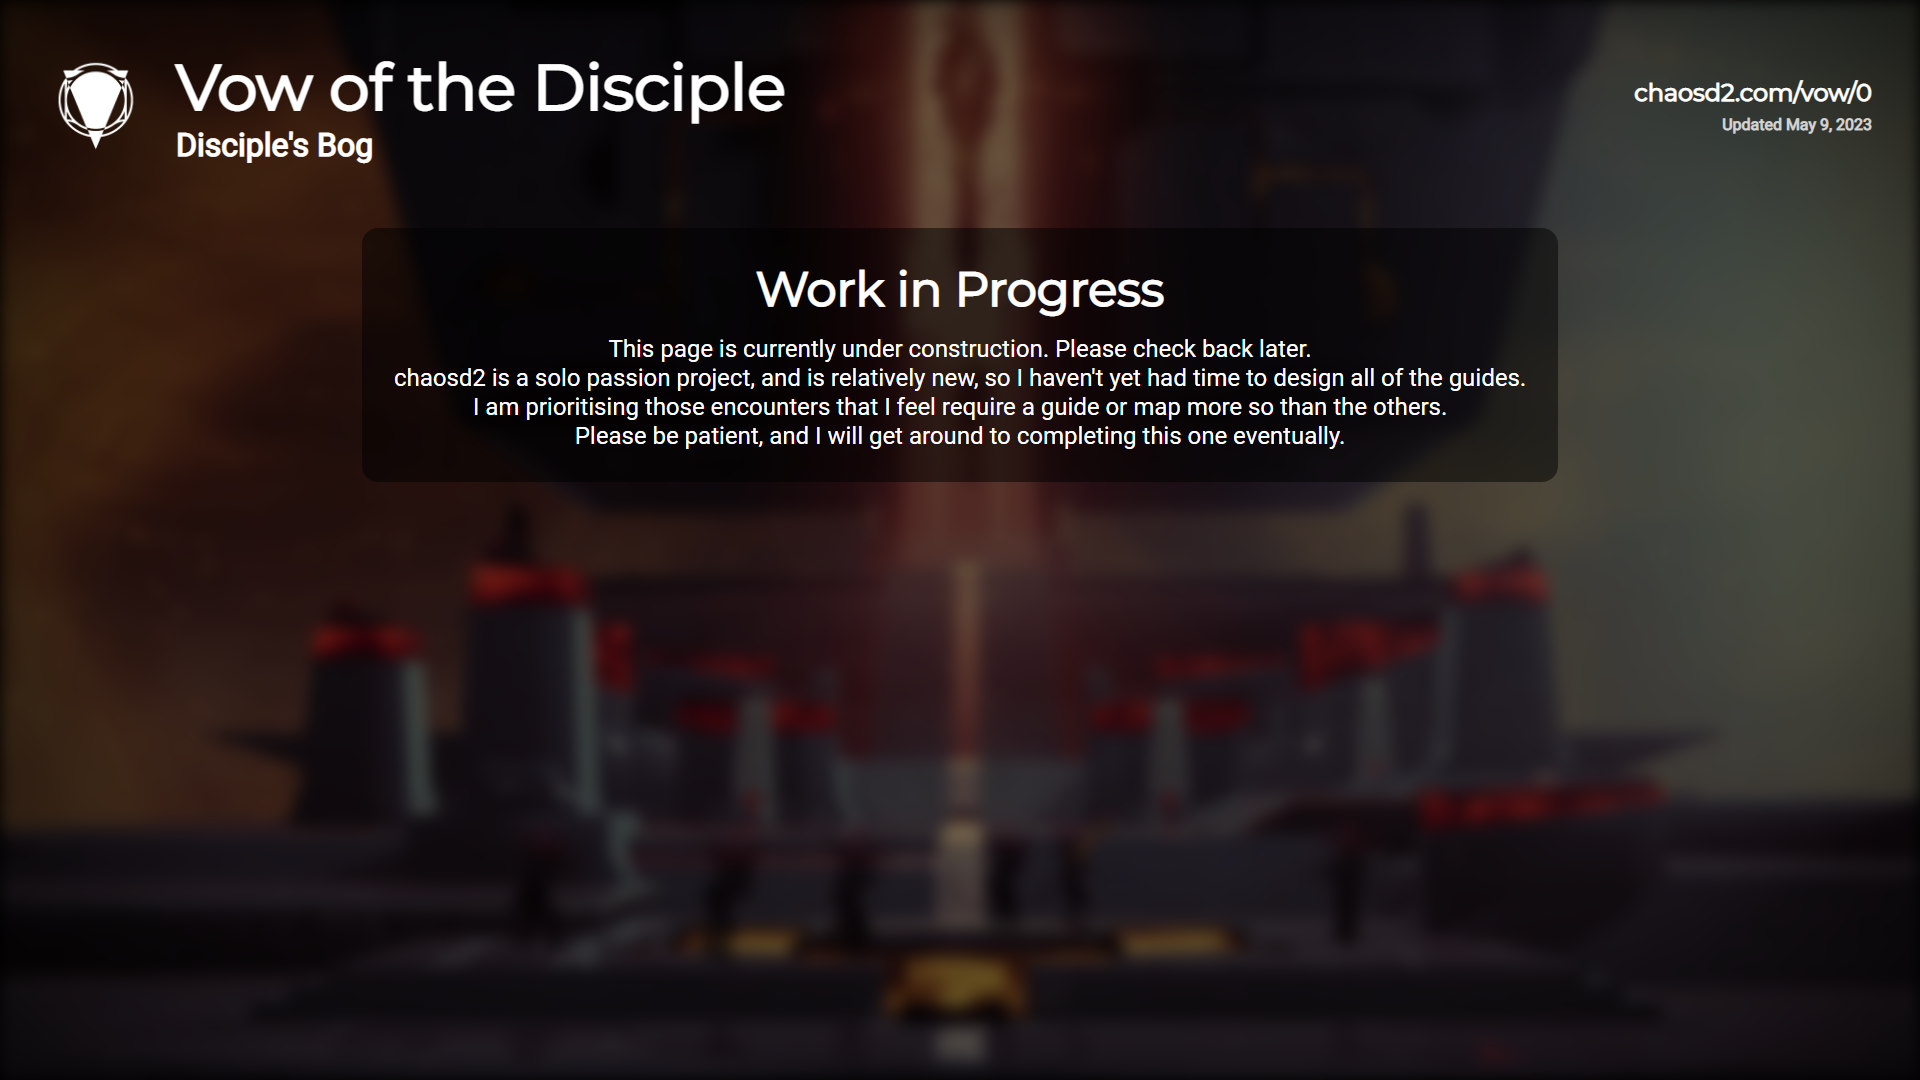 Vow of the Disciple
Disciple's Bog
chaosd2.com/vow/0
Updated May 9, 2023
Work in Progress
This page is currently under construction. Please check back later.
chaosd2 is a solo passion project, and is relatively new, so I haven't yet had time to design all of the guides.
I am prioritising those encounters that I feel require a guide or map more so than the others.
Please be patient, and I will get around to completing this one eventually.